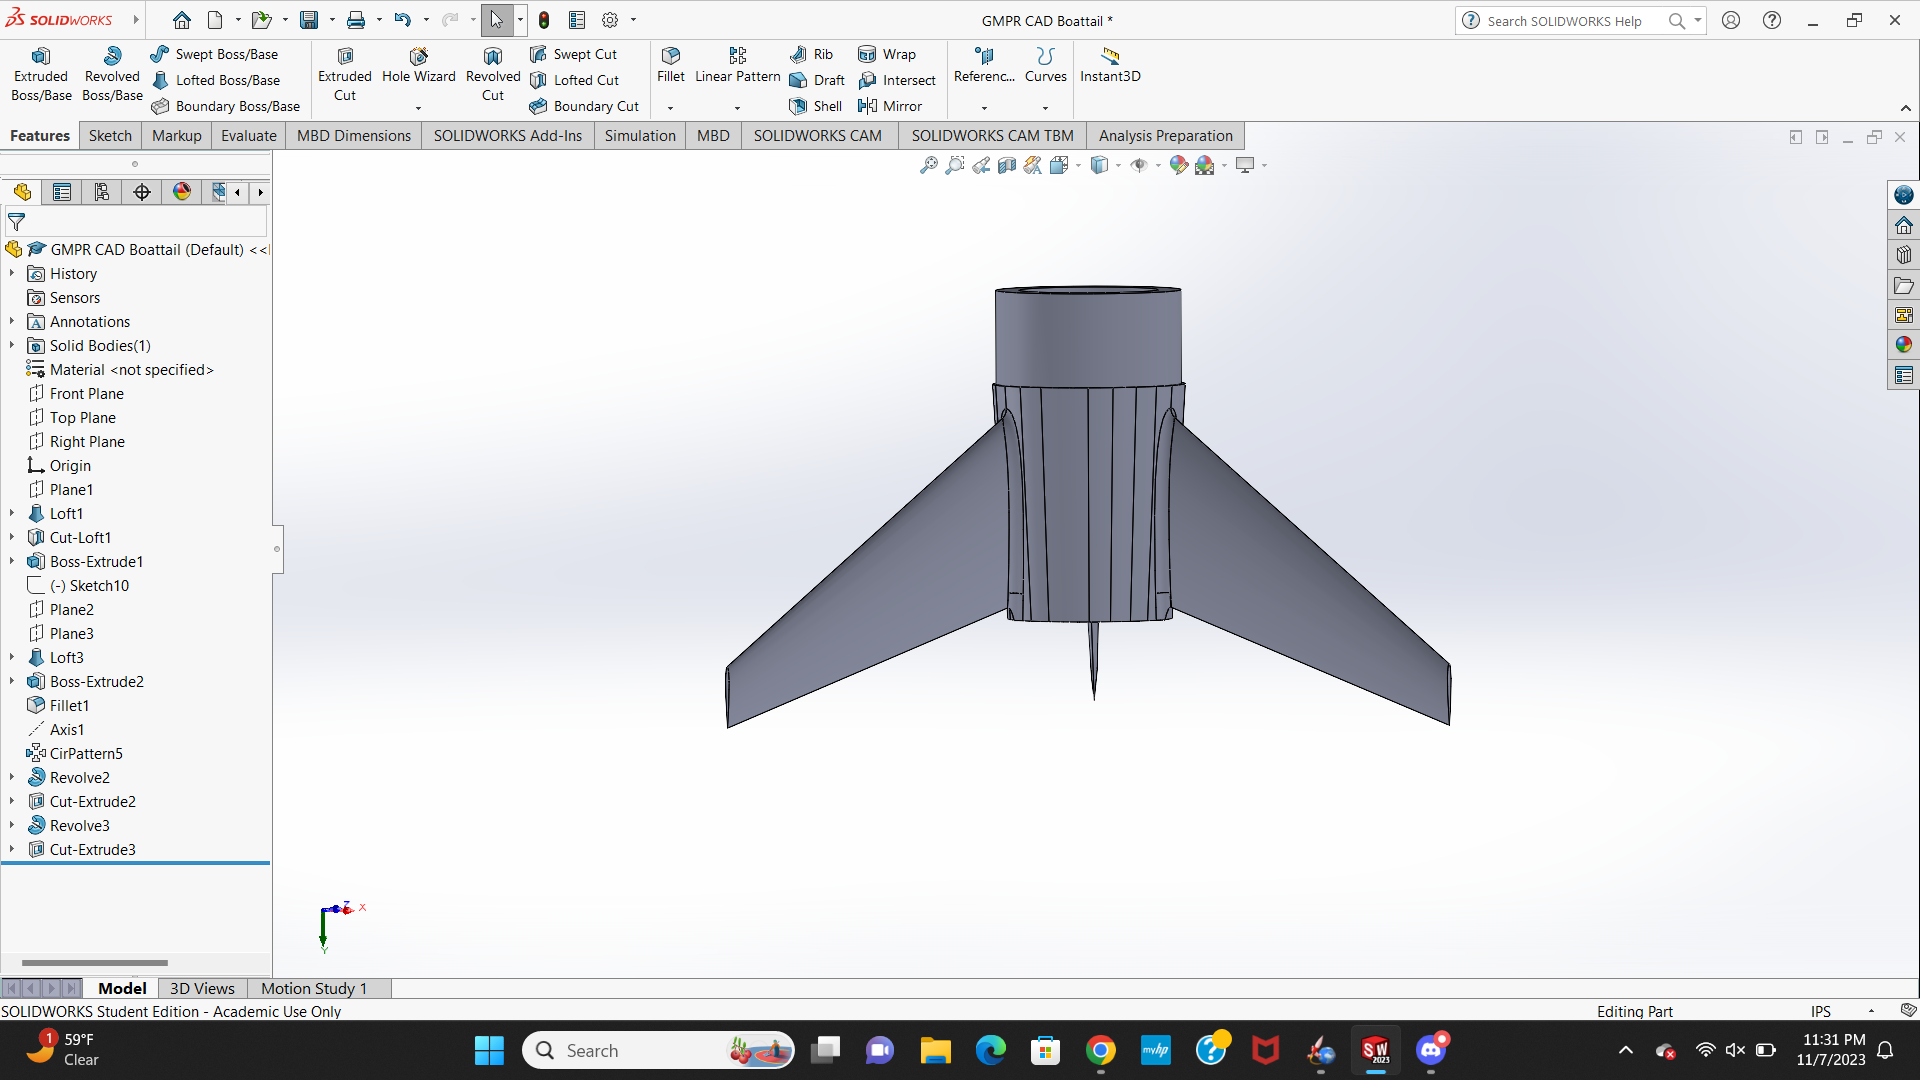 SOLIDWORKS
GMPR CAD Boattail *
Search SOLIDWORKS Help
Extruded Boss/Base
Revolved Boss/Base
Swept Boss/Base
Lofted Boss/Base
Boundary Boss/Base
Extruded Cut
Hole Wizard
Revolved Cut
Swept Cut
Lofted Cut
Boundary Cut
Fillet
Linear Pattern
Rib
Draft
Shell
Wrap
Intersect
Mirror
Referenc...
Curves
Instant3D
Features
Sketch
Markup
Evaluate
MBD Dimensions
SOLIDWORKS Add-Ins
Simulation
MBD
SOLIDWORKS CAM
SOLIDWORKS CAM TBM
Analysis Preparation
GMPR CAD Boattail (Default) <<
History
Sensors
Annotations
Solid Bodies(1)
Material <not specified>
Front Plane
Top Plane
Right Plane
Origin
Plane1
Loft1
Cut-Loft1
Boss-Extrude1
(-) Sketch10
Plane2
Plane3
Loft3
Boss-Extrude2
Fillet1
Axis1
CirPattern5
Revolve2
Cut-Extrude2
Revolve3
Cut-Extrude3
Z
X
Y
Model
3D Views
Motion Study 1
SOLIDWORKS Student Edition - Academic Use Only
Editing Part
IPS
1
59°F
Clear
Search
myhp
SW
2023
11:31 PM
11/7/2023